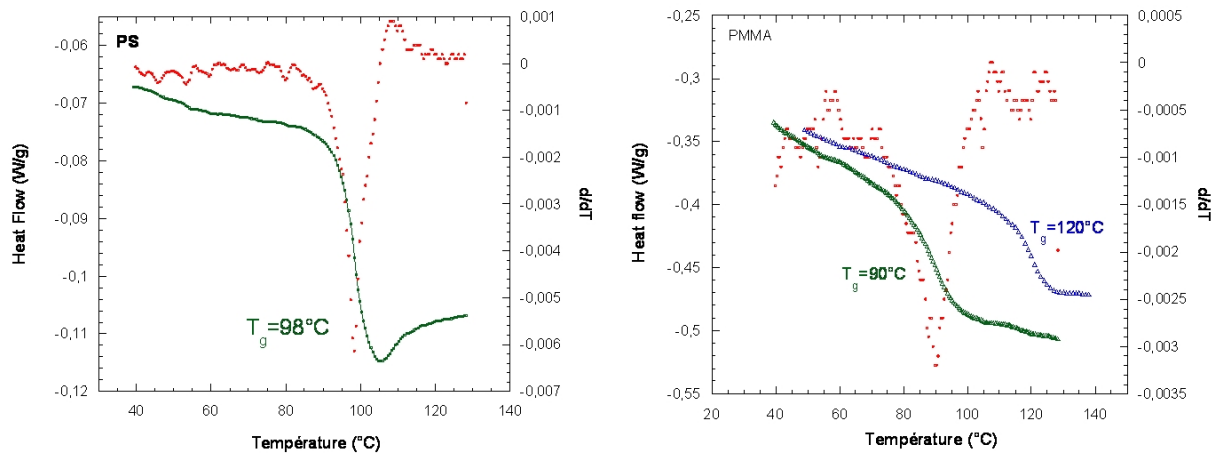 PS
Heat Flow (W/g)
-0,06
-0,07
-0,08
-0,09
-0,1
-0,11
-0,12
0,001
0
-0,001
-0,002
-0,003
-0,004
-0,005
-0,006
-0,007
d/dT
Tg=98°C
40 60 80 100 120 140
Température (°C)
PMMA
Heat flow (W/g)
-0,25
-0,3
-0,35
-0,4
-0,45
-0,5
-0,55
0,0005
0
-0,0005
-0,001
-0,0015
-0,002
-0,0025
-0,003
-0,0035
d/dT
Tg=120°C
Tg=90°C
20 40 60 80 100 120 140
Température (°C)